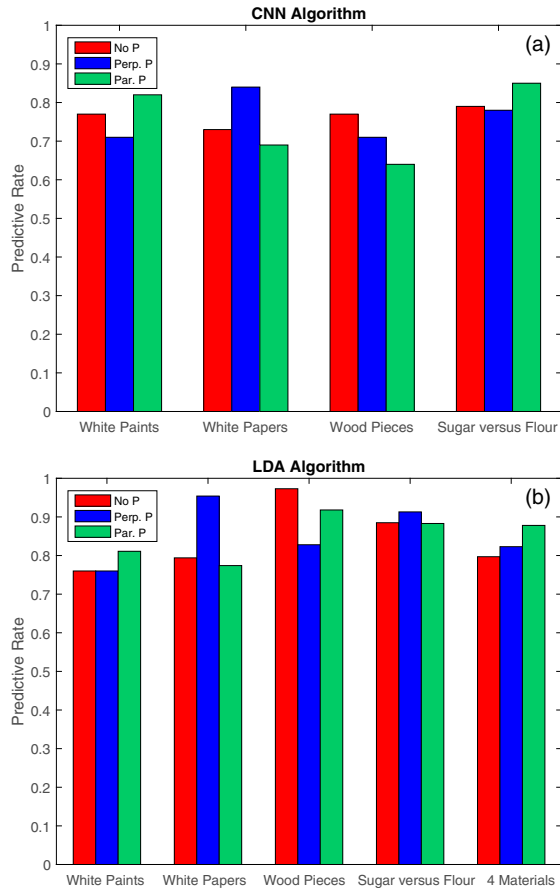 CNN Algorithm
(a)
No P
Perp. P
Par. P
Predictive Rate
1
0.9
0.8
0.7
0.6
0.5
0.4
0.3
0.2
0.1
0
White Paints White Papers Wood Pieces Sugar versus Flour
LDA Algorithm
(b)
No P
Perp. P
Par. P
Predictive Rate
1
0.9
0.8
0.7
0.6
0.5
0.4
0.3
0.2
0.1
0
White Paints White Papers Wood Pieces Sugar versus Flour 4 Materials